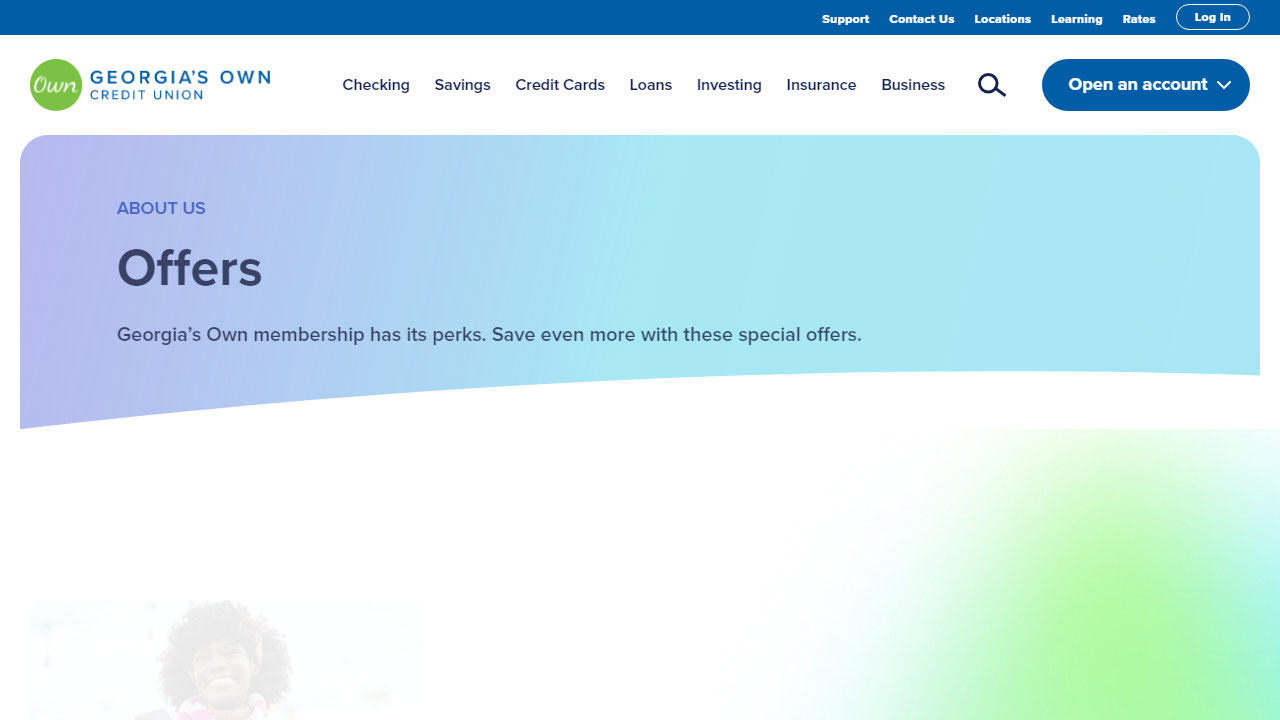 Support Contact Us Locations Learning Rates Log In
Own GEORGIA'S OWN
CREDIT UNION
Checking Savings Credit Cards Loans Investing Insurance Business Open an account
ABOUT US
Offers
Georgia’s Own membership has its perks. Save even more with these special offers.